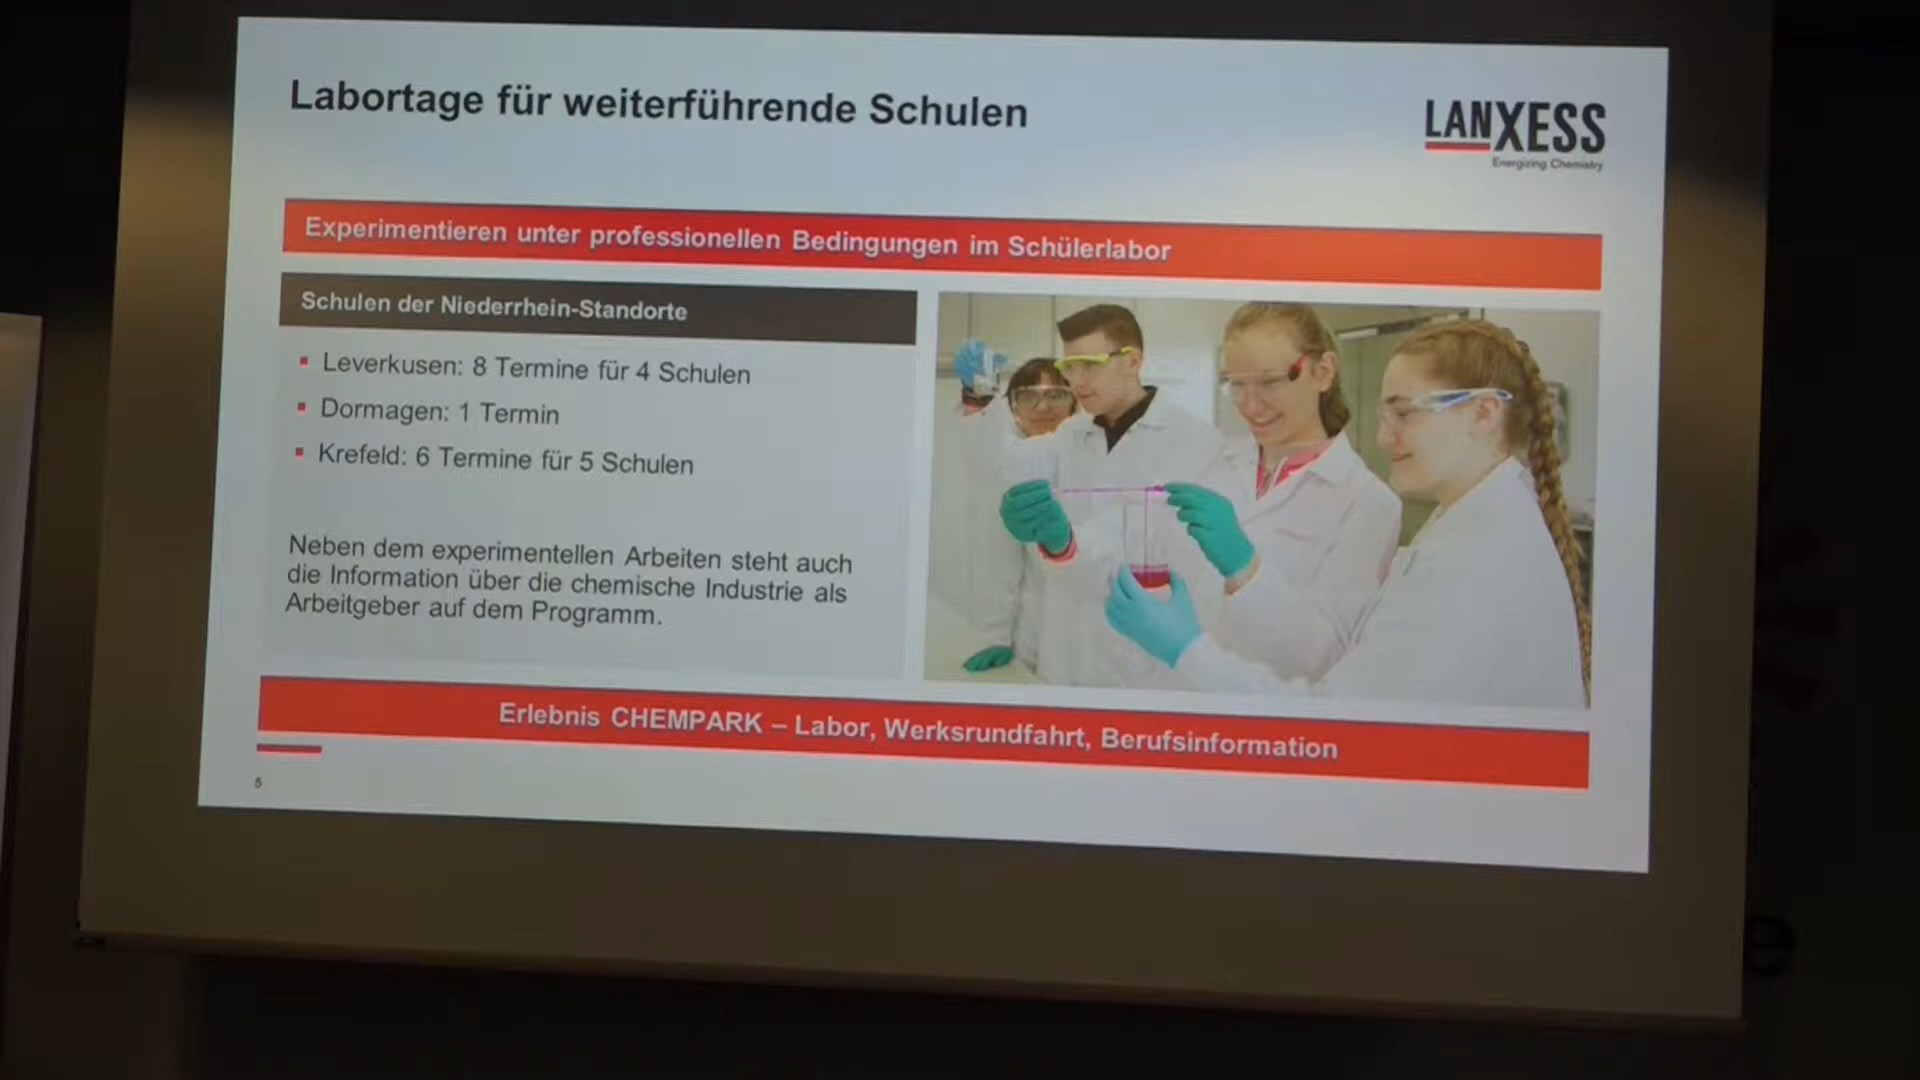 Labortage für weiterführende Schulen
LANXESS
Energizing Chemistry
Experimentieren unter professionellen Bedingungen im Schülerlabor
Schulen der Niederrhein-Standorte
Leverkusen: 8 Termine für 4 Schulen
Dormagen: 1 Termin
Krefeld: 6 Termine für 5 Schulen
Neben dem experimentellen Arbeiten steht auch
die Information über die chemische Industrie als
Arbeitgeber auf dem Programm.
Erlebnis CHEMPARK – Labor, Werksrundfahrt, Berufsinformation
5
e